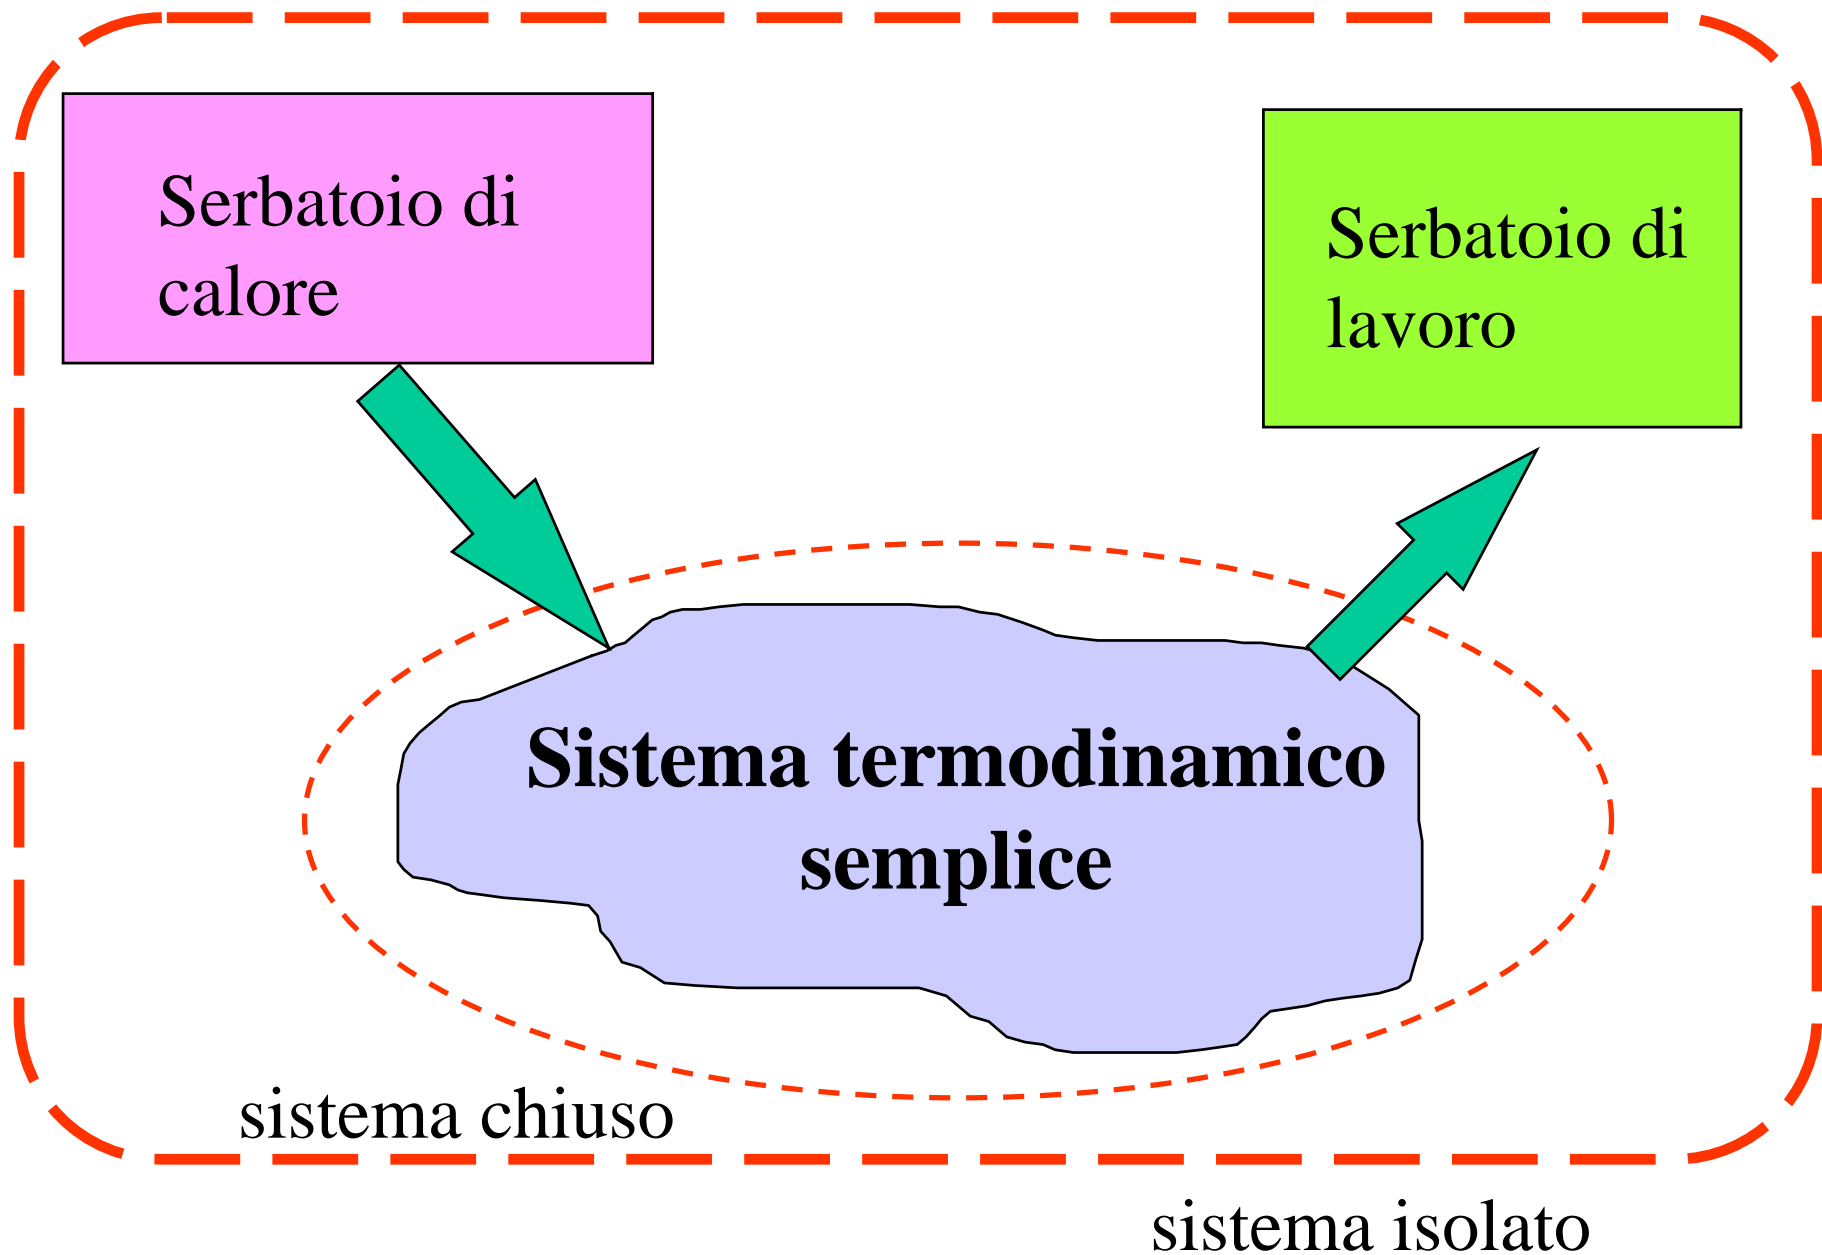 Serbatoio di
calore
Serbatoio di
lavoro
Sistema termodinamico
semplice
sistema chiuso
sistema isolato